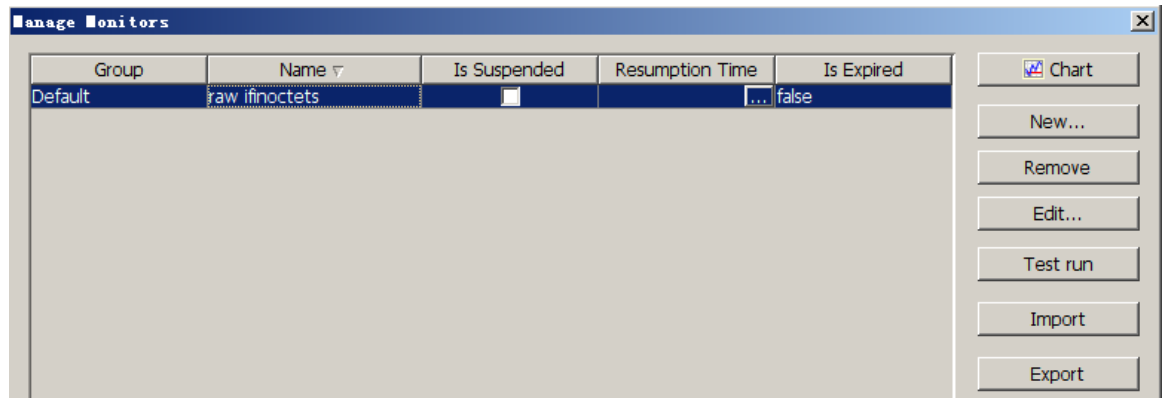 Manage Monitors
Group Name Is Suspended Resumption Time Is Expired
Default raw ifinoctets ... false
Chart
New...
Remove
Edit...
Test run
Import
Export